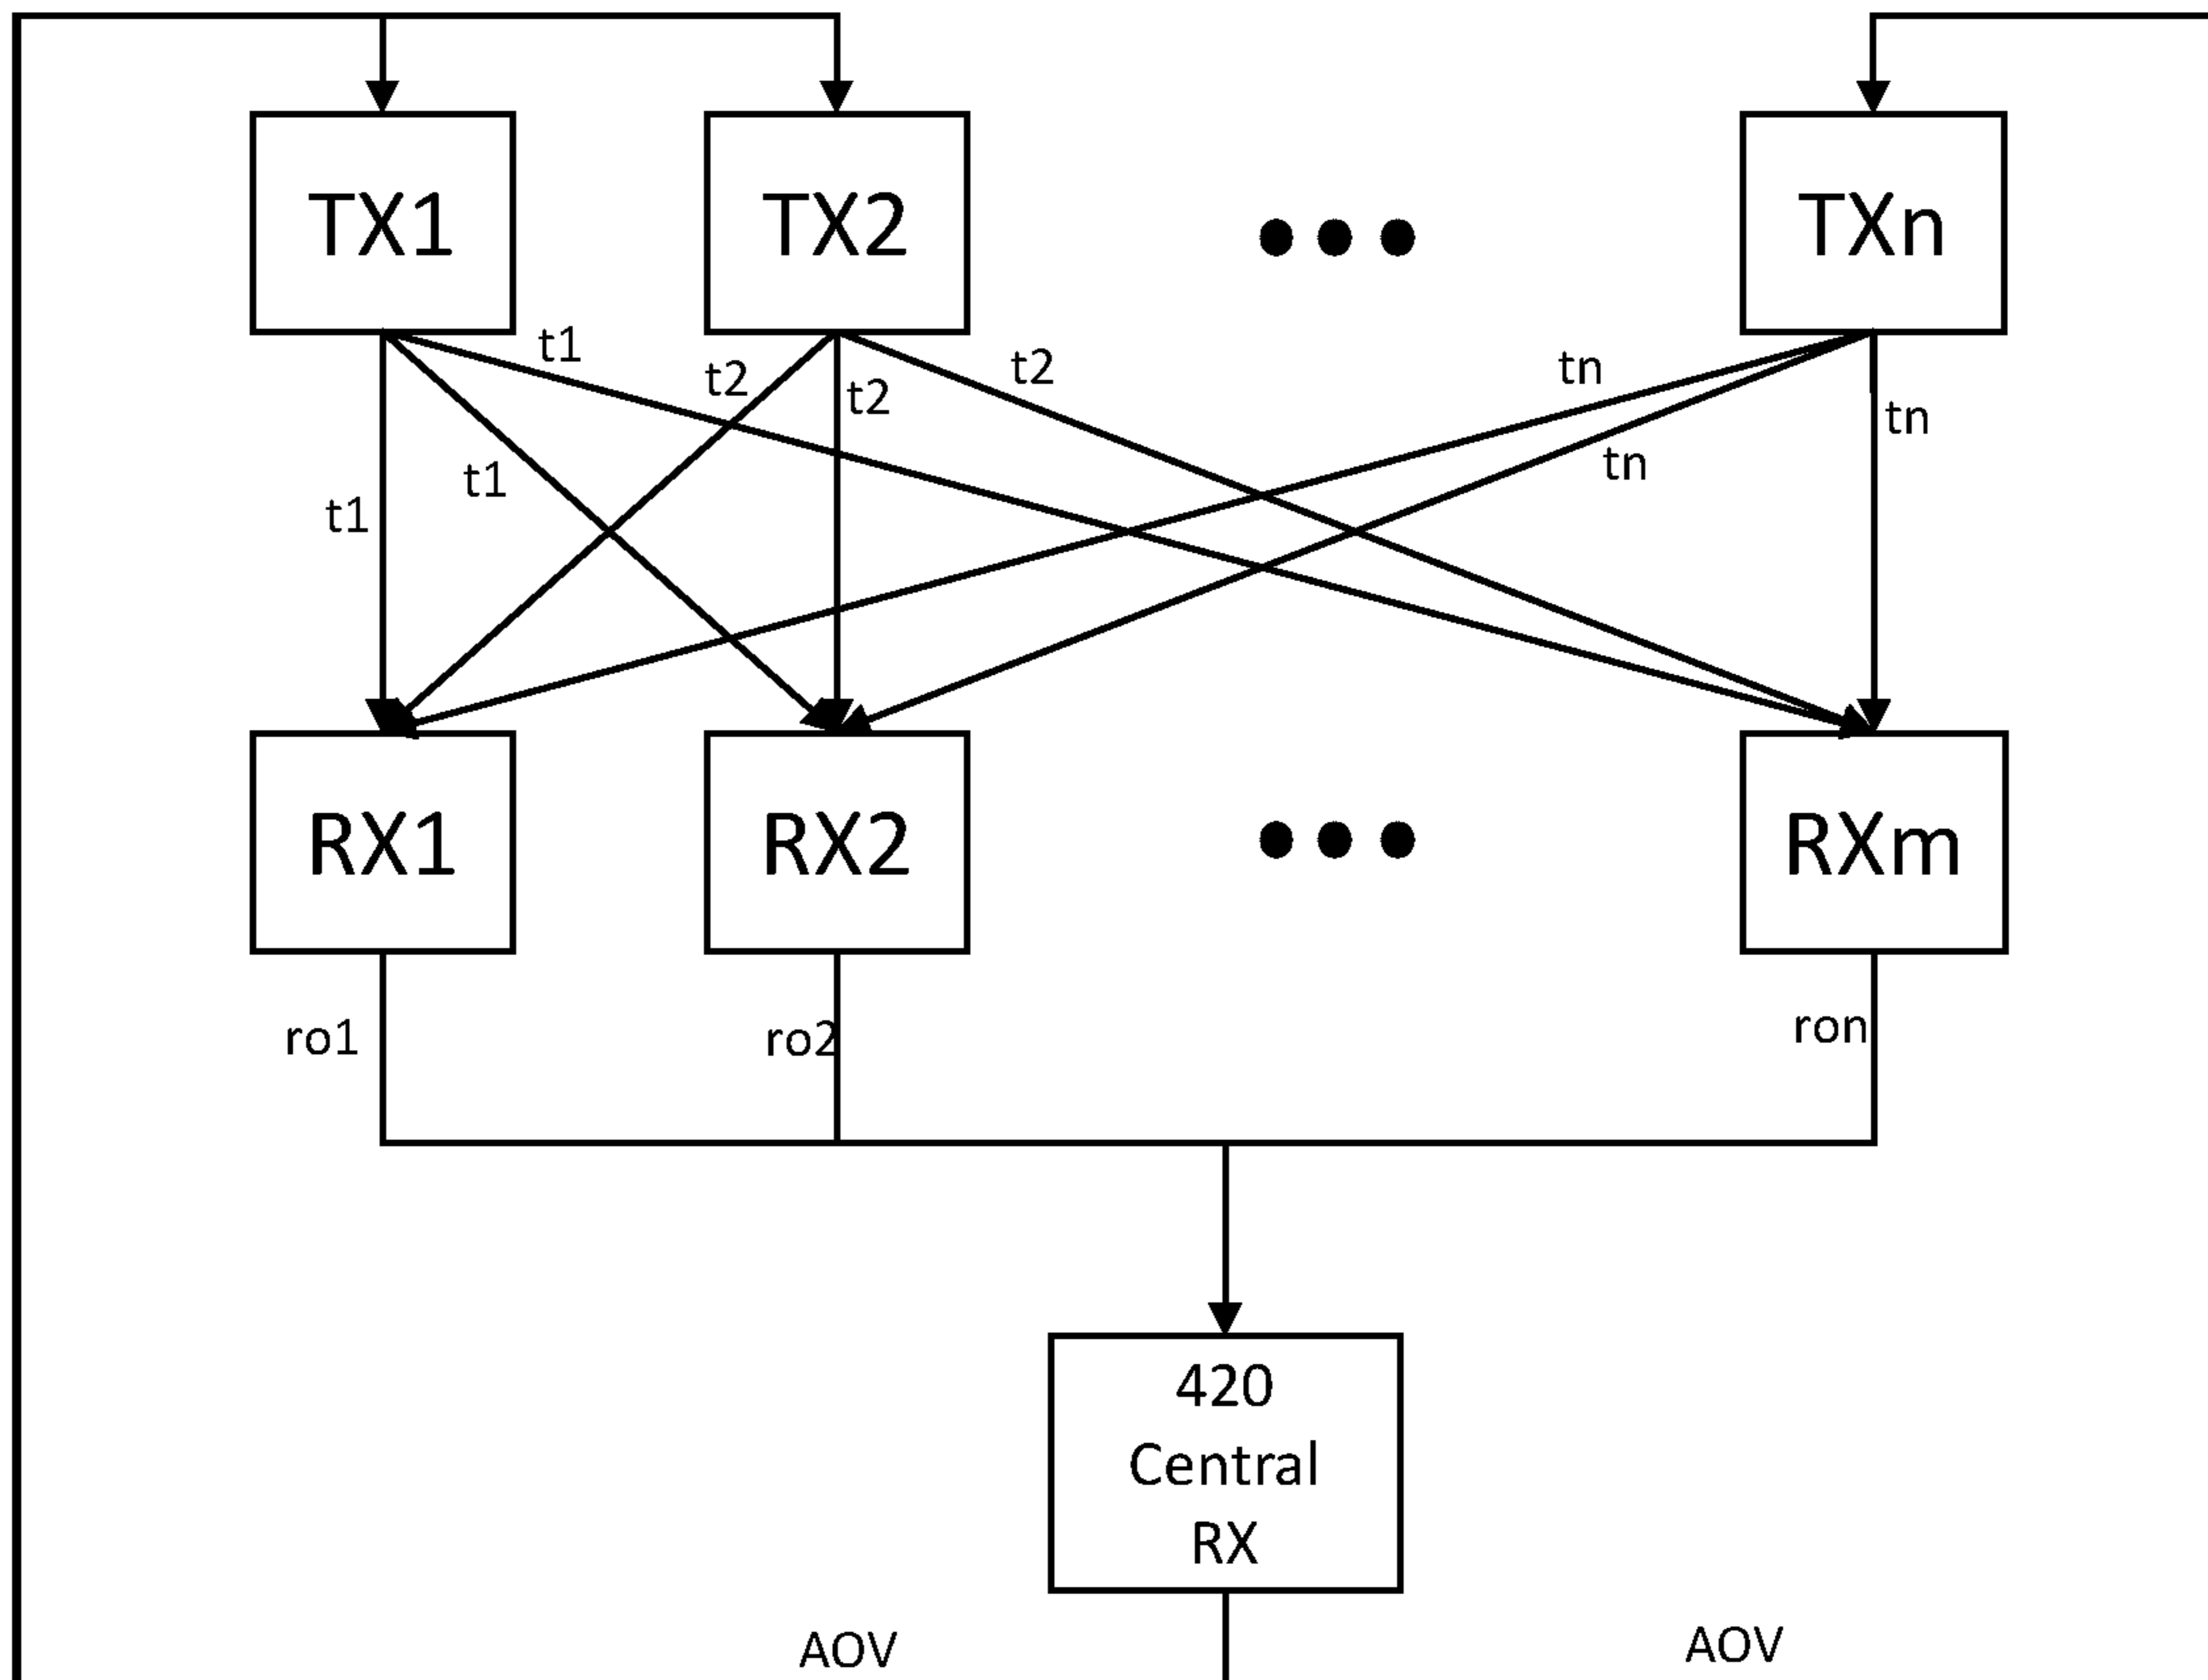 TX1
TX2
TXn
t1
t2
t2
t2
tn
tn
tn
t1
t1
RX1
RX2
RXm
ro1
ro2
ron
420
Central
RX
AOV
AOV